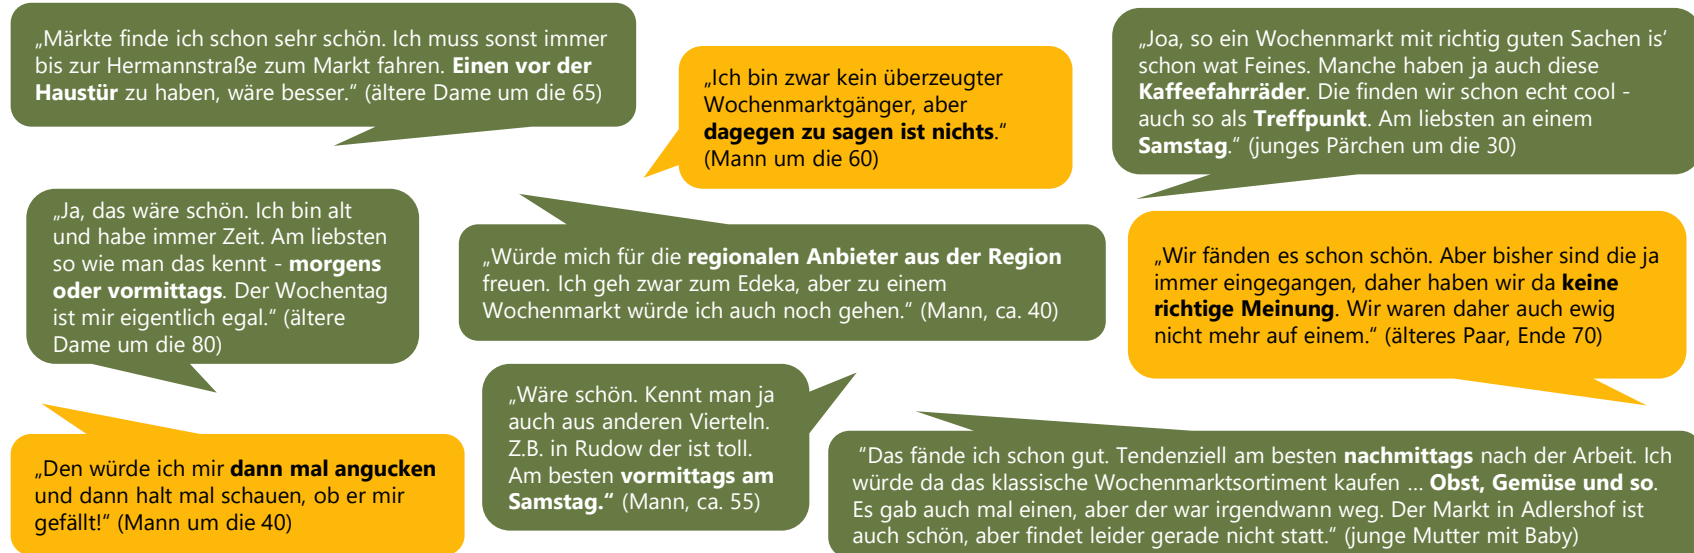 „Märkte finde ich schon sehr schön. Ich muss sonst immer
bis zur Hermannstraße zum Markt fahren. Einen vor der
Haustür zu haben, wäre besser.“ (ältere Dame um die 65)
„Ich bin zwar kein überzeugter
Wochenmarktgänger, aber
dagegen zu sagen ist nichts.“
(Mann um die 60)
„Joa, so ein Wochenmarkt mit richtig guten Sachen is‘
schon wat Feines. Manche haben ja auch diese
Kaffeefahrräder. Die finden wir schon echt cool -
auch so als Treffpunkt. Am liebsten an einem
Samstag.“ (junges Pärchen um die 30)
„Ja, das wäre schön. Ich bin alt
und habe immer Zeit. Am liebsten
so wie man das kennt - morgens
oder vormittags. Der Wochentag
ist mir eigentlich egal.“ (ältere
Dame um die 80)
„Würde mich für die regionalen Anbieter aus der Region
freuen. Ich geh zwar zum Edeka, aber zu einem
Wochenmarkt würde ich auch noch gehen.“ (Mann, ca. 40)
„Wir fänden es schon schön. Aber bisher sind die ja
immer eingegangen, daher haben wir da keine
richtige Meinung. Wir waren daher auch ewig
nicht mehr auf einem.“ (älteres Paar, Ende 70)
„Den würde ich mir dann mal angucken
und dann halt mal schauen, ob er mir
gefällt!“ (Mann um die 40)
„Wäre schön. Kennt man ja
auch aus anderen Vierteln.
Z.B. in Rudow der ist toll.
Am besten vormittags am
Samstag.“ (Mann, ca. 55)
"Das fände ich schon gut. Tendenziell am besten nachmittags nach der Arbeit. Ich
würde da das klassische Wochenmarktsortiment kaufen … Obst, Gemüse und so.
Es gab auch mal einen, aber der war irgendwann weg. Der Markt in Adlershof ist
auch schön, aber findet leider gerade nicht statt.“ (junge Mutter mit Baby)